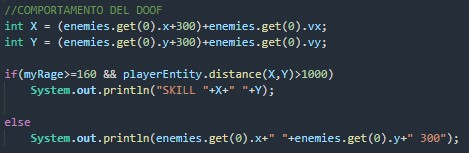 //COMPORTAMENTO DEL DOOF
int X = (enemies.get(0).x+300)+enemies.get(0).vx;
int Y = (enemies.get(0).y+300)+enemies.get(0).vy;
if(myRage>=160 && playerEntity.distance(X,Y)>1000)
System.out.println("SKILL "+X+" "+Y);
else
System.out.println(enemies.get(0).x+" "+enemies.get(0).y+" 300");